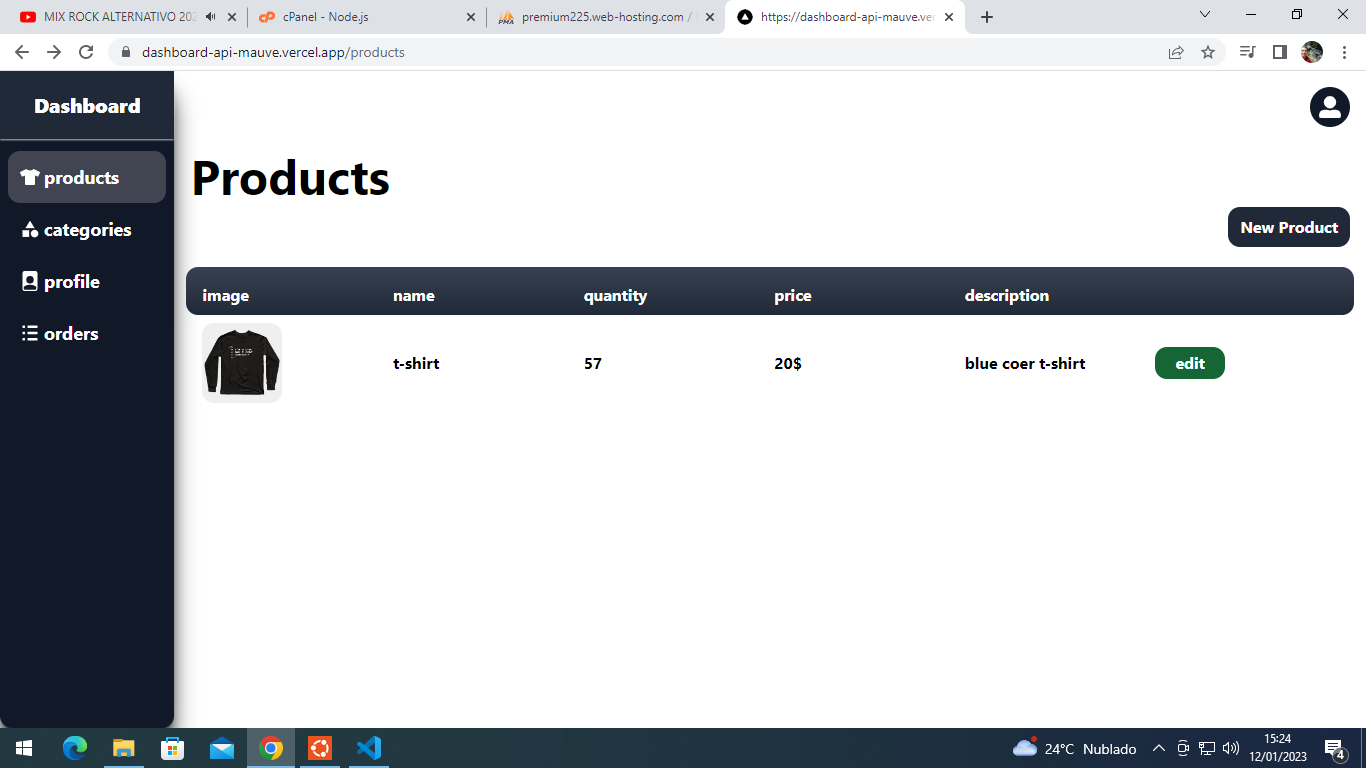 MIX ROCK ALTERNATIVO 202
cPanel - Node.js
premium225.web-hosting.com /
https://dashboard-api-mauve.ver
dashboard-api-mauve.vercel.app/products
Dashboard
products
categories
profile
orders
Products
New Product
image name quantity price description
t-shirt 57 20$ blue coer t-shirt edit
24°C Nublado
15:24
12/01/2023
4